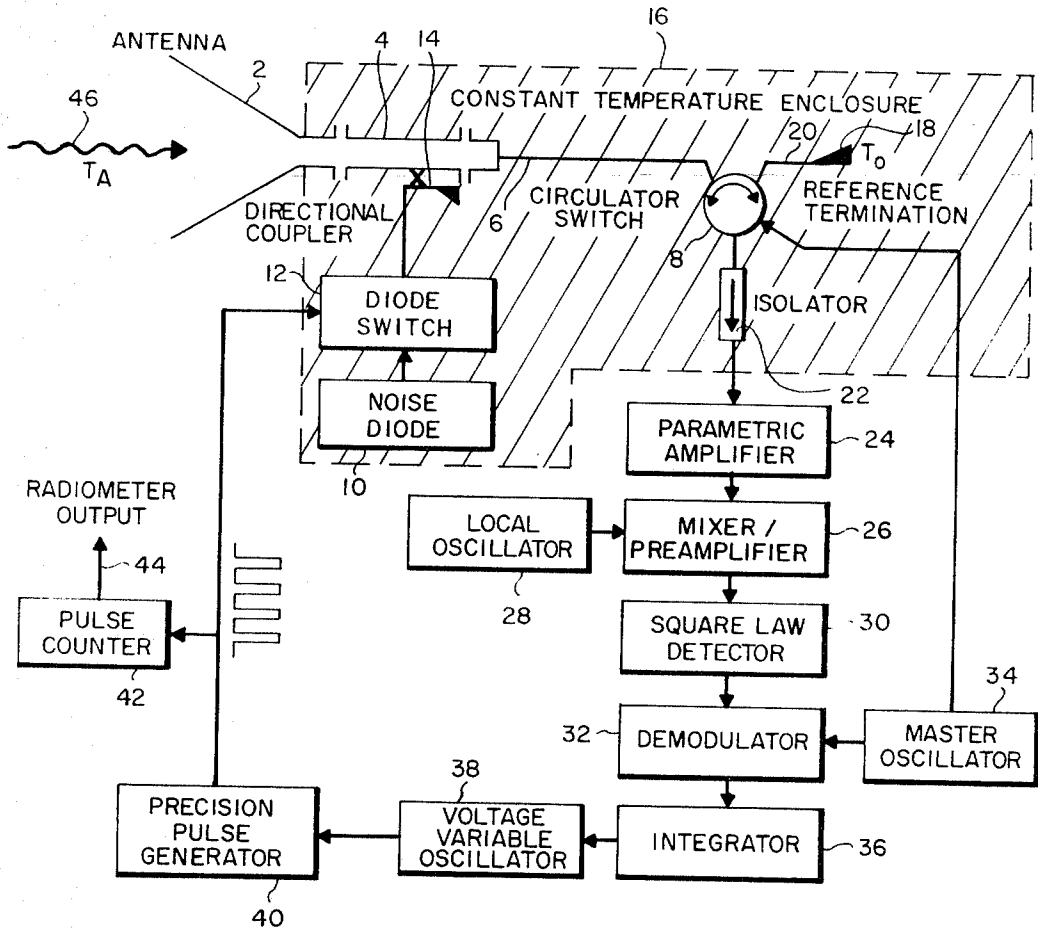 16
ANTENNA
2
4
14
CONSTANT TEMPERATURE ENCLOSURE
46
T_A
20
18
T_O
DIRECTIONAL
COUPLER
6
CIRCULATOR
SWITCH
8
REFERENCE
TERMINATION
12
DIODE
SWITCH
ISOLATOR
22
NOISE
DIODE
10
PARAMETRIC
AMPLIFIER
24
RADIOMETER
OUTPUT
44
LOCAL
OSCILLATOR
28
MIXER /
PREAMPLIFIER
26
PULSE
COUNTER
42
SQUARE LAW
DETECTOR
30
32
DEMODULATOR
34
MASTER
OSCILLATOR
PRECISION
PULSE
GENERATOR
40
38
VOLTAGE
VARIABLE
OSCILLATOR
INTEGRATOR
36